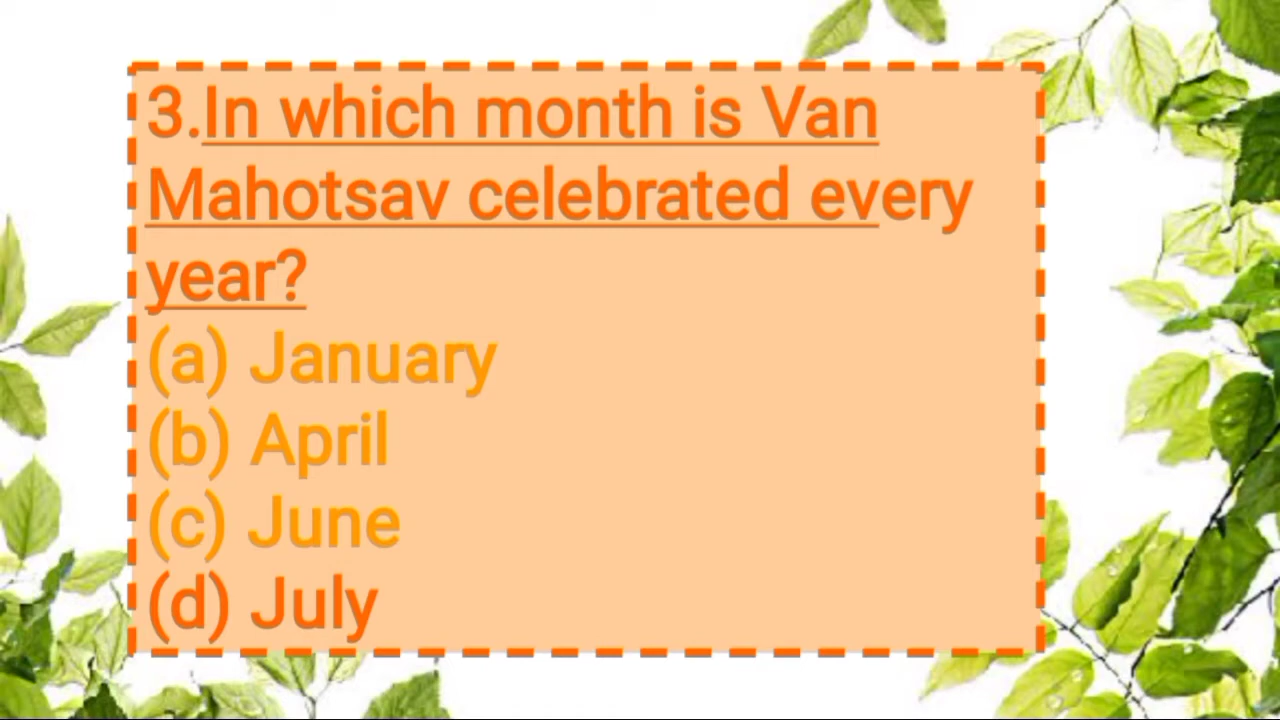 3.In which month is Van
Mahotsav celebrated every
year?
(a) January
(b) April
(c) June
(d) July